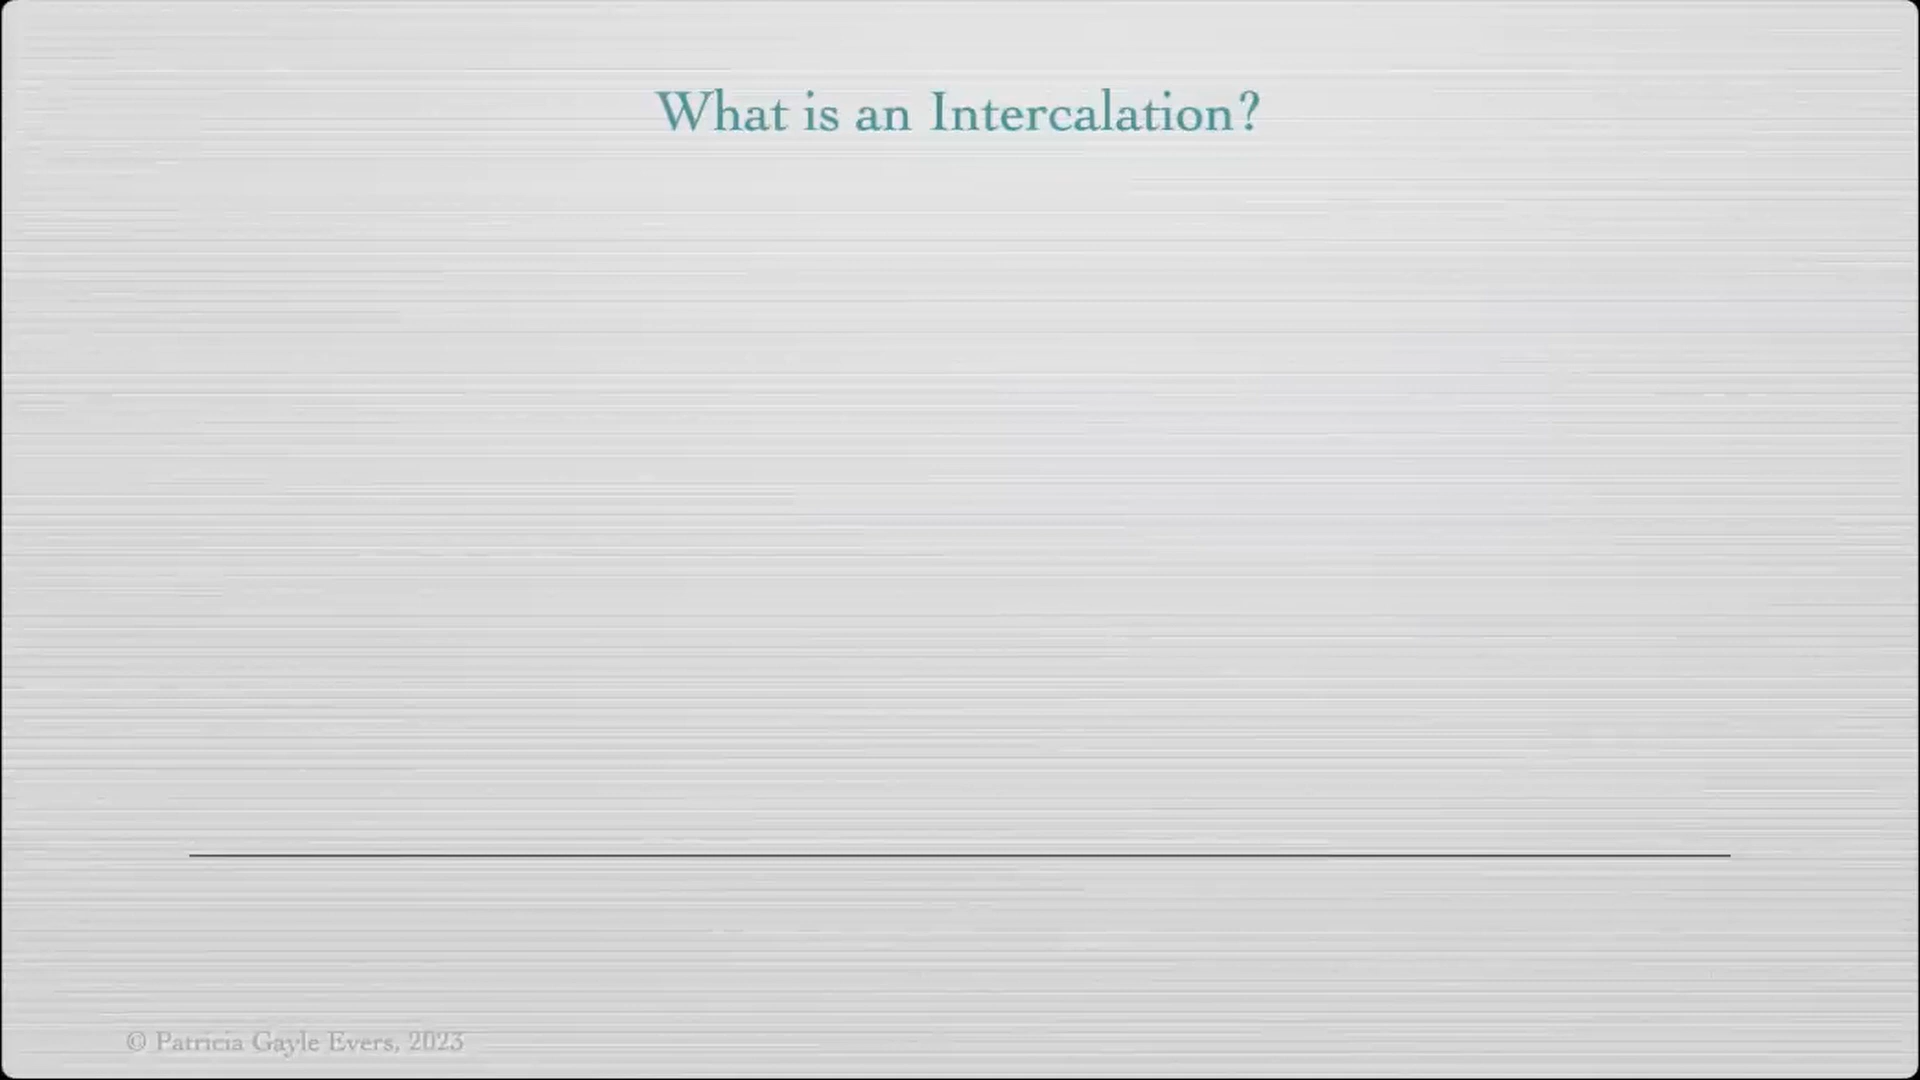 What is an Intercalation?
© Patricia Gayle Evers, 2023